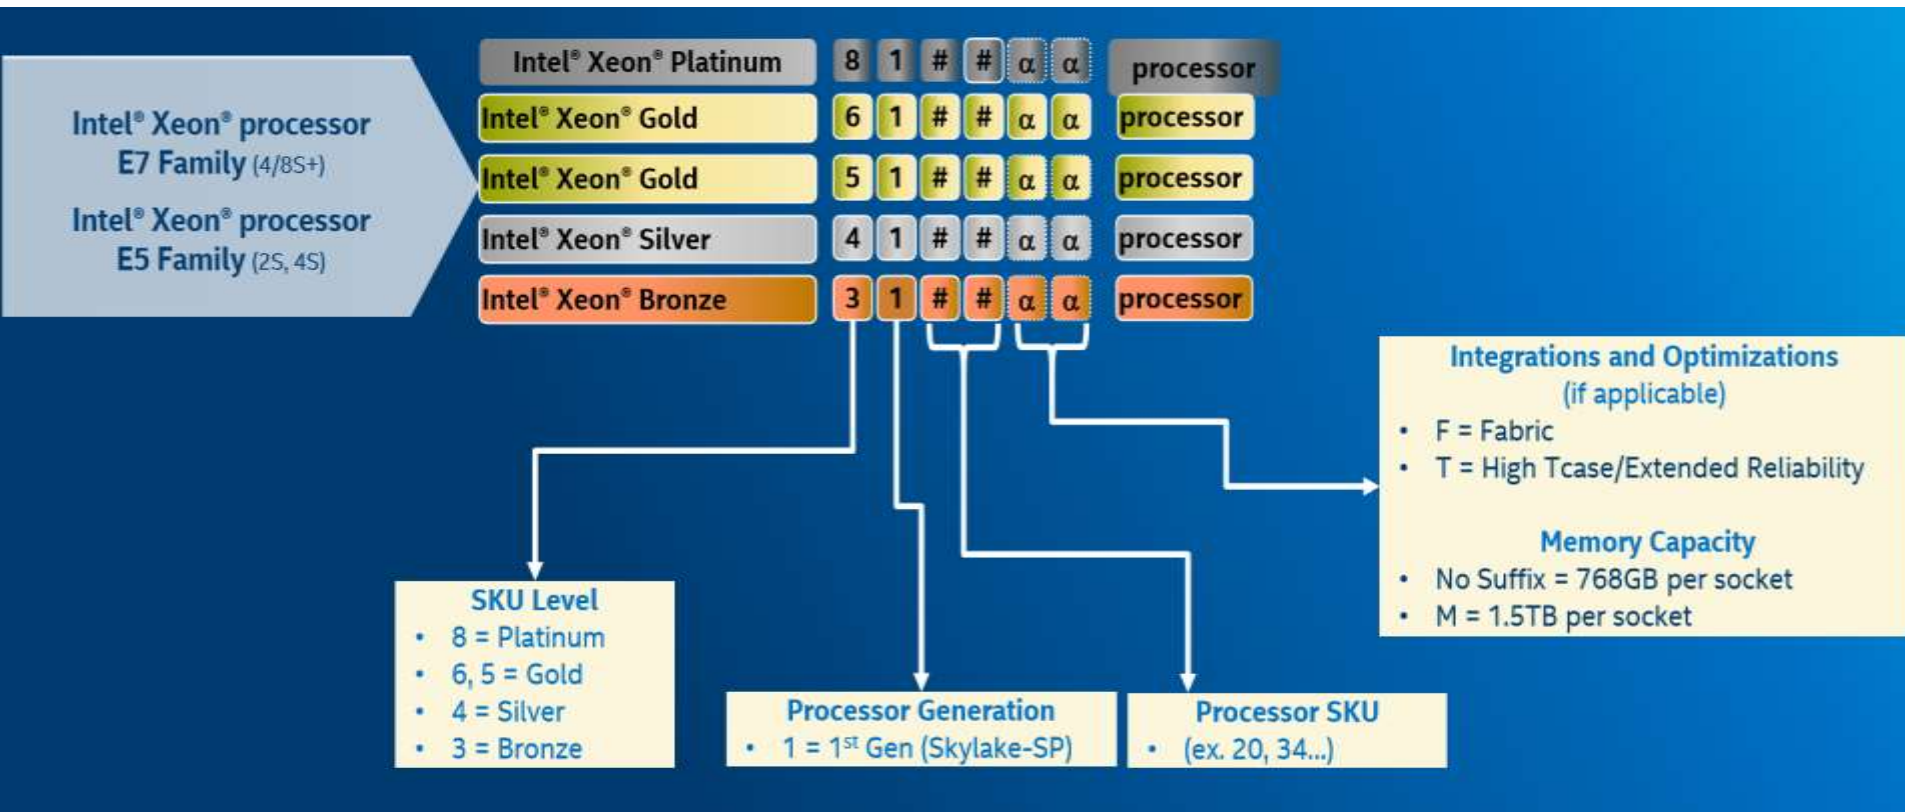 Intel® Xeon® processor
E7 Family (4/8S+)
Intel® Xeon® processor
E5 Family (2S, 4S)
Intel® Xeon® Platinum 8 1 # # α α processor
Intel® Xeon® Gold 6 1 # # α α processor
Intel® Xeon® Gold 5 1 # # α α processor
Intel® Xeon® Silver 4 1 # # α α processor
Intel® Xeon® Bronze 3 1 # # α α processor
Integrations and Optimizations
(if applicable)
• F = Fabric
• T = High Tcase/Extended Reliability
Memory Capacity
• No Suffix = 768GB per socket
• M = 1.5TB per socket
SKU Level
• 8 = Platinum
• 6, 5 = Gold
• 4 = Silver
• 3 = Bronze
Processor Generation
• 1 = 1st Gen (Skylake-SP)
Processor SKU
• (ex. 20, 34...)